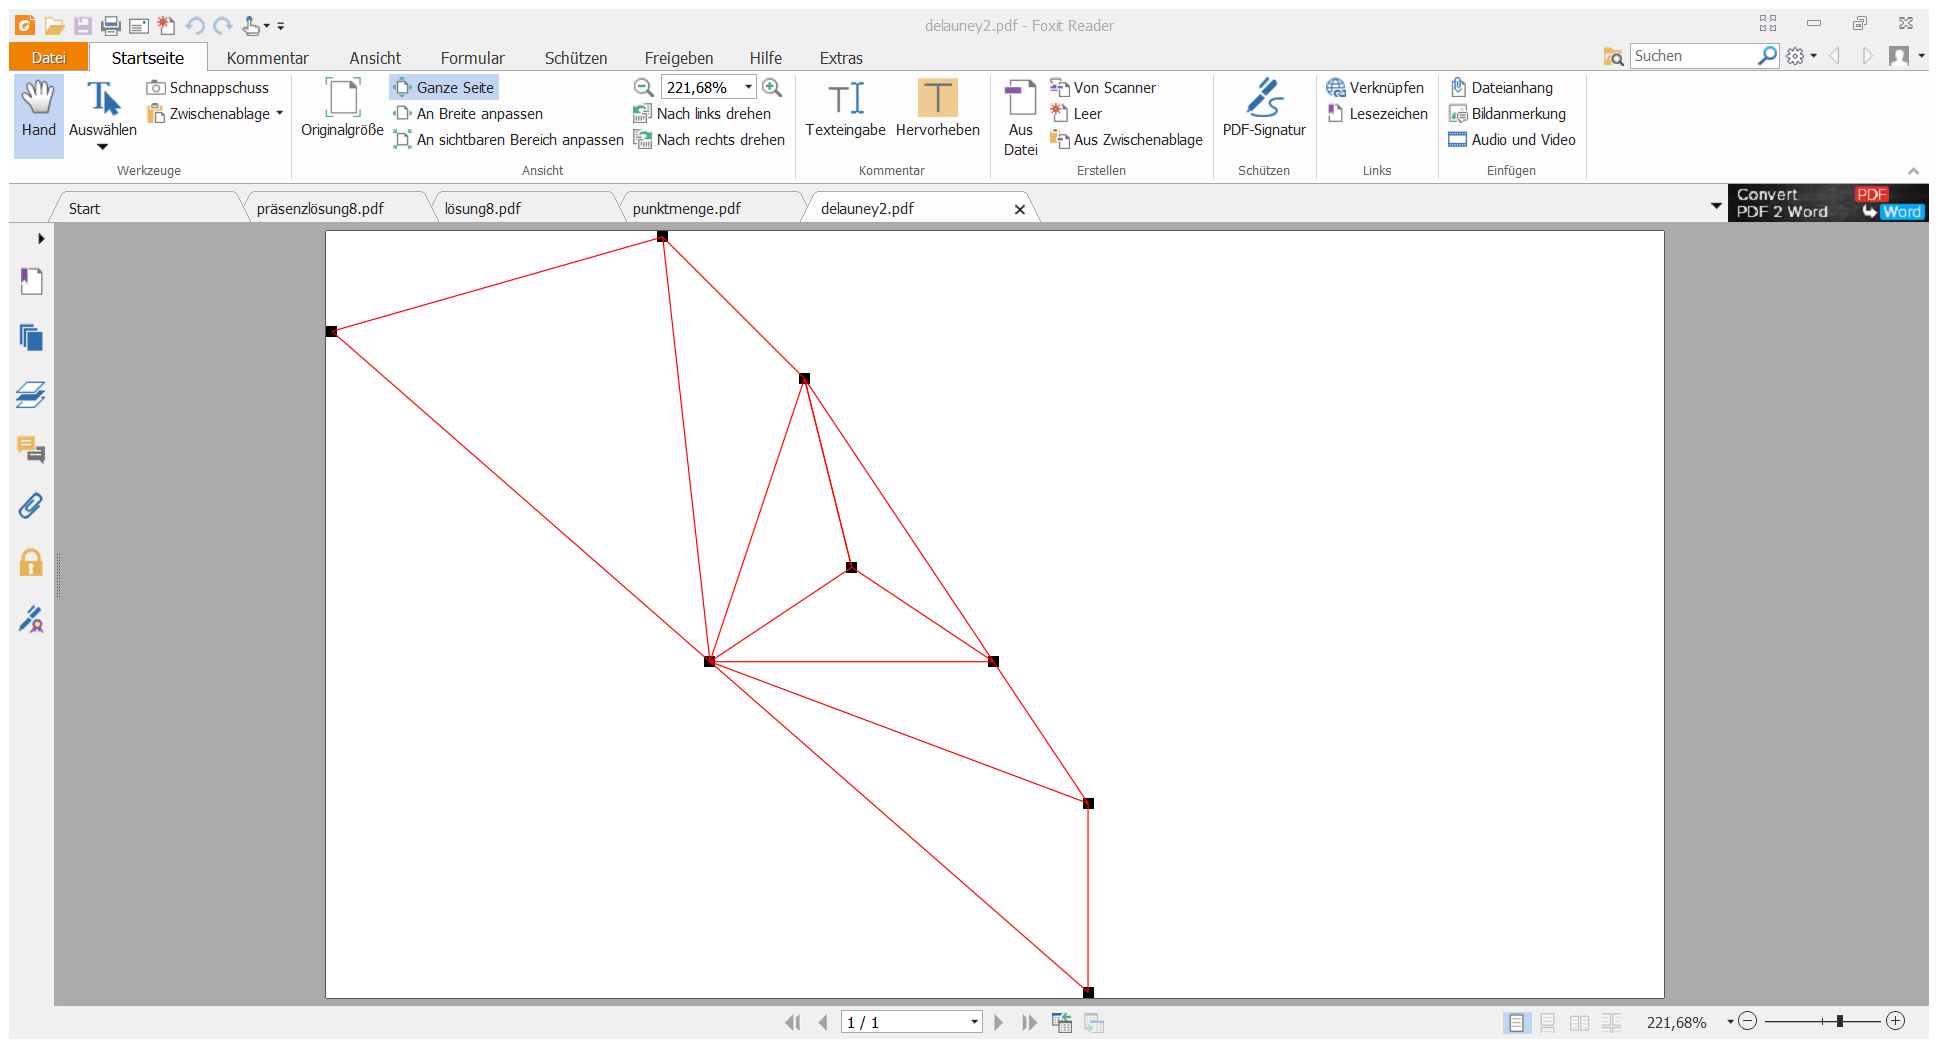 delauney2.pdf - Foxit Reader
Datei Startseite Kommentar Ansicht Formular Schützen Freigeben Hilfe Extras Suchen
Hand
Auswählen
Schnappschuss
Zwischenablage
Werkzeuge
Originalgröße
Ganze Seite
An Breite anpassen
An sichtbaren Bereich anpassen
221,68%
Nach links drehen
Nach rechts drehen
Ansicht
Texteingabe
Hervorheben
Kommentar
Aus
Datei
Von Scanner
Leer
Aus Zwischenablage
Erstellen
PDF-Signatur
Schützen
Verknüpfen
Lesezeichen
Links
Dateianhang
Bildanmerkung
Audio und Video
Einfügen
Start präsenzlösung8.pdf lösung8.pdf punktmenge.pdf delauney2.pdf
Convert PDF
PDF 2 Word Word
1 / 1
221,68%